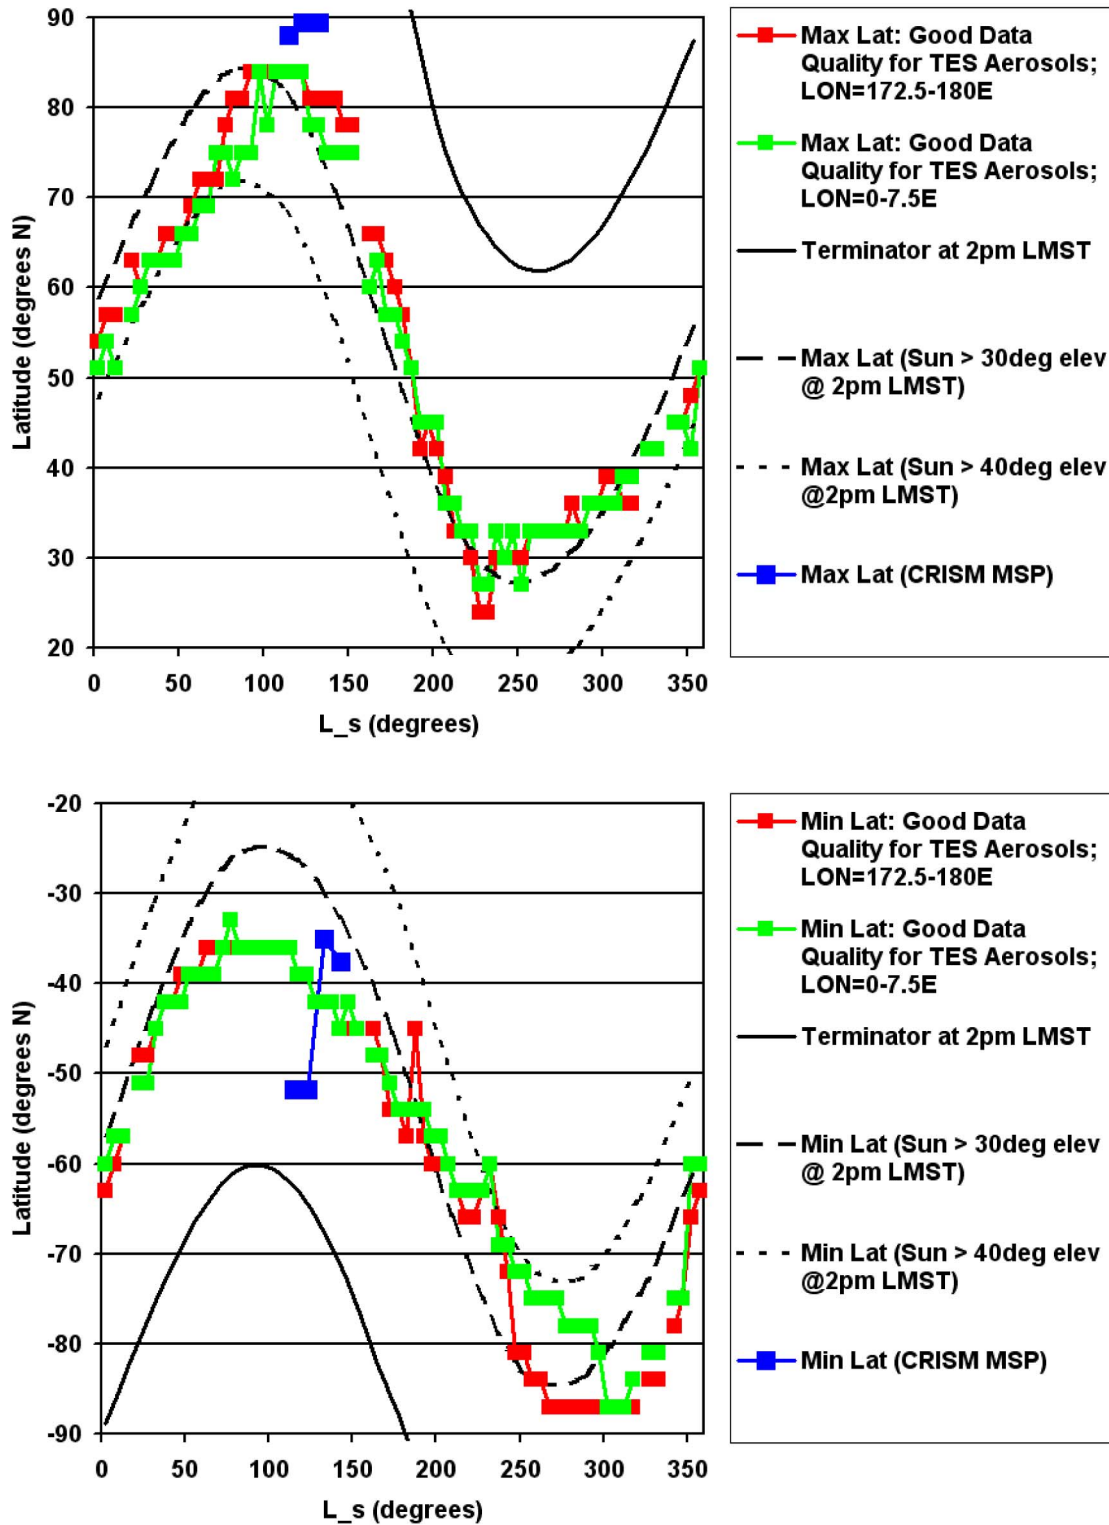 90
80
70
60
50
40
30
20
0 50 100 150 200 250 300 350
Latitude (degrees N)
L_s (degrees)
Max Lat: Good Data
Quality for TES Aerosols;
LON=172.5-180E
Max Lat: Good Data
Quality for TES Aerosols;
LON=0-7.5E
Terminator at 2pm LMST
Max Lat (Sun > 30deg elev
@ 2pm LMST)
Max Lat (Sun > 40deg elev
@2pm LMST)
Max Lat (CRISM MSP)
-20
-30
-40
-50
-60
-70
-80
-90
0 50 100 150 200 250 300 350
Latitude (degrees N)
L_s (degrees)
Min Lat: Good Data
Quality for TES Aerosols;
LON=172.5-180E
Min Lat: Good Data
Quality for TES Aerosols;
LON=0-7.5E
Terminator at 2pm LMST
Min Lat (Sun > 30deg elev
@ 2pm LMST)
Min Lat (Sun > 40deg elev
@2pm LMST)
Min Lat (CRISM MSP)